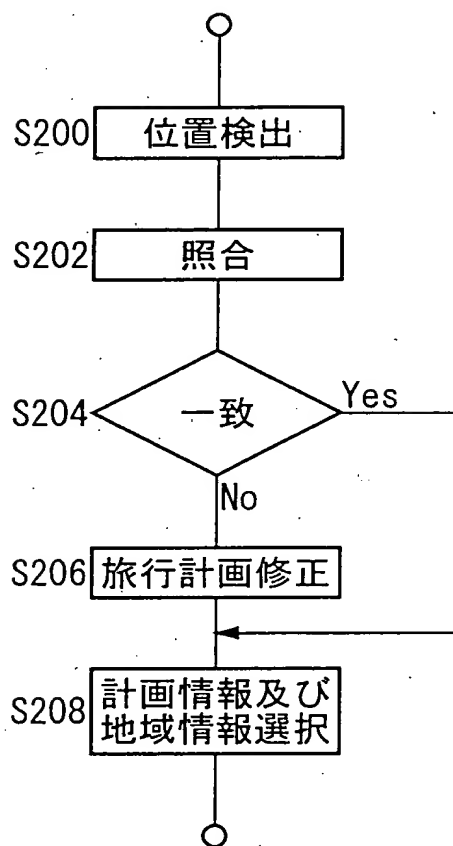 S200 位置検出
S202 照合
S204 一致 Yes
No
S206 旅行計画修正
S208 計画情報及び
地域情報選択